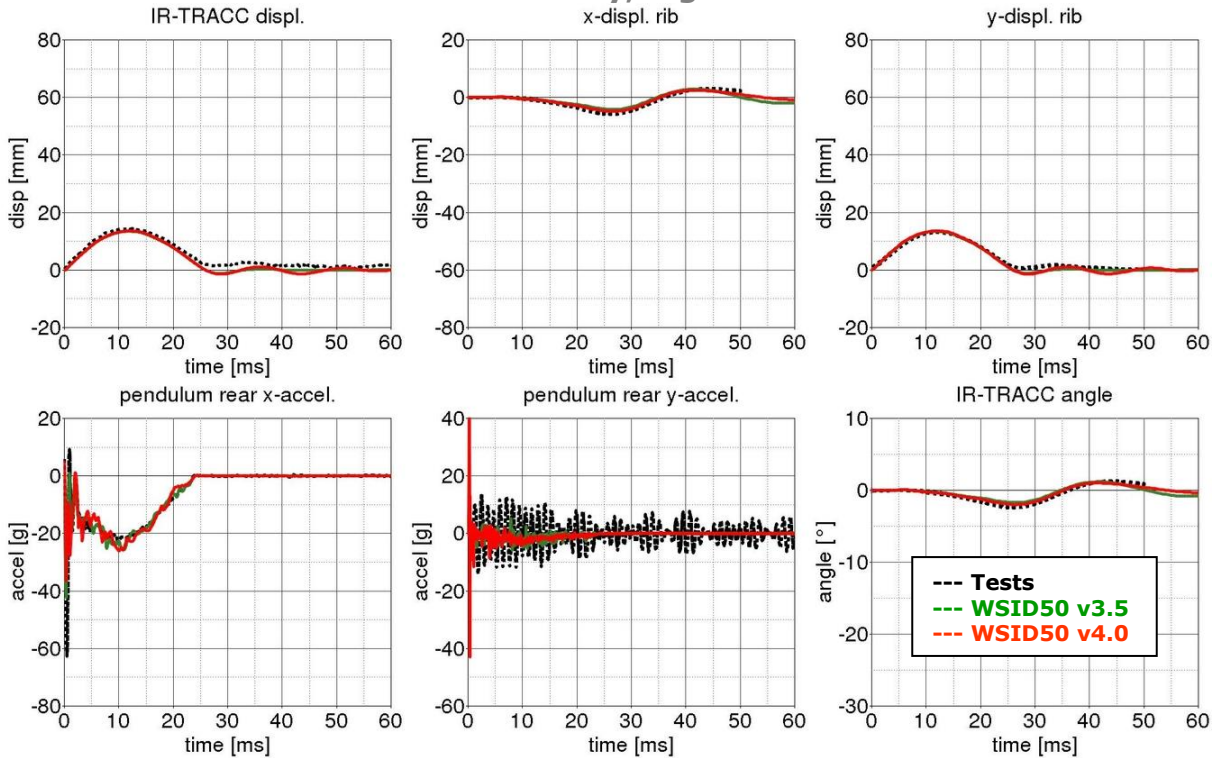 IR-TRACC displ.
x-displ. rib
y-displ. rib
80
60
40
20
0
-20
disp [mm]
0 10 20 30 40 50 60
time [ms]
20
0
-20
-40
-60
-80
disp [mm]
0 10 20 30 40 50 60
time [ms]
80
60
40
20
0
-20
disp [mm]
0 10 20 30 40 50 60
time [ms]
pendulum rear x-accel.
pendulum rear y-accel.
IR-TRACC angle
20
0
-20
-40
-60
-80
accel [g]
0 10 20 30 40 50 60
time [ms]
40
20
0
-20
-40
-60
accel [g]
0 10 20 30 40 50 60
time [ms]
10
0
-10
-20
-30
angle [°]
0 10 20 30 40 50 60
time [ms]
--- Tests
--- WSID50 v3.5
--- WSID50 v4.0